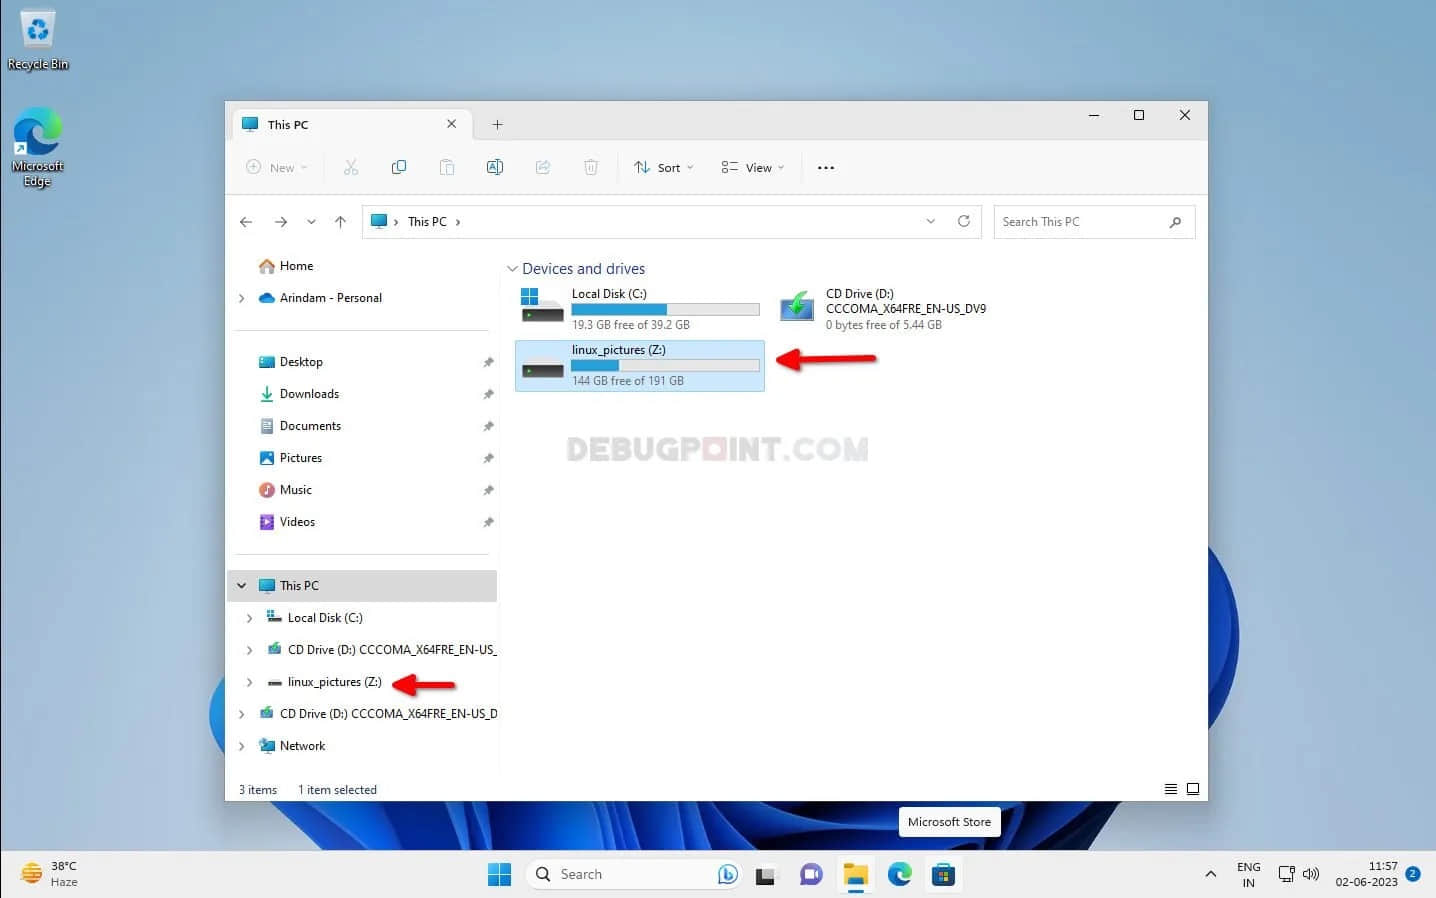 Recycle Bin
Microsoft
Edge
This PC
New
Sort
View
This PC
Search This PC
Home
Arindam - Personal
Desktop
Downloads
Documents
Pictures
Music
Videos
This PC
Local Disk (C:)
CD Drive (D:) CCCOMA_X64FRE_EN-US_
linux_pictures (Z:)
CD Drive (D:) CCCOMA_X64FRE_EN-US_D
Network
Devices and drives
Local Disk (C:)
19.3 GB free of 39.2 GB
CD Drive (D:)
CCCOMA_X64FRE_EN-US_DV9
0 bytes free of 5.44 GB
linux_pictures (Z:)
144 GB free of 191 GB
DEBUGPOINT.COM
3 items
1 item selected
Microsoft Store
38°C
Haze
Search
ENG
IN
11:57
02-06-2023
2